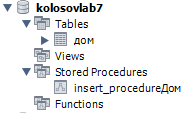 kolosovlab7
Tables
дом
Views
Stored Procedures
insert_procedureДом
Functions